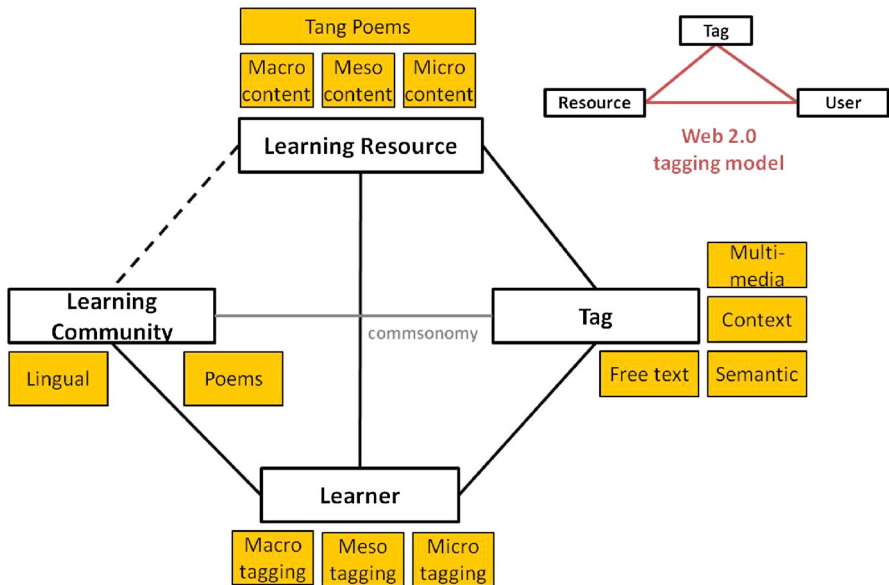 Tang Poems
Macro
content
Meso
content
Micro
content
Learning Resource
Tag
Resource
User
Web 2.0
tagging model
Learning
Community
Lingual
Poems
commsonomy
Tag
Multi-
media
Context
Free text
Semantic
Learner
Macro
tagging
Meso
tagging
Micro
tagging